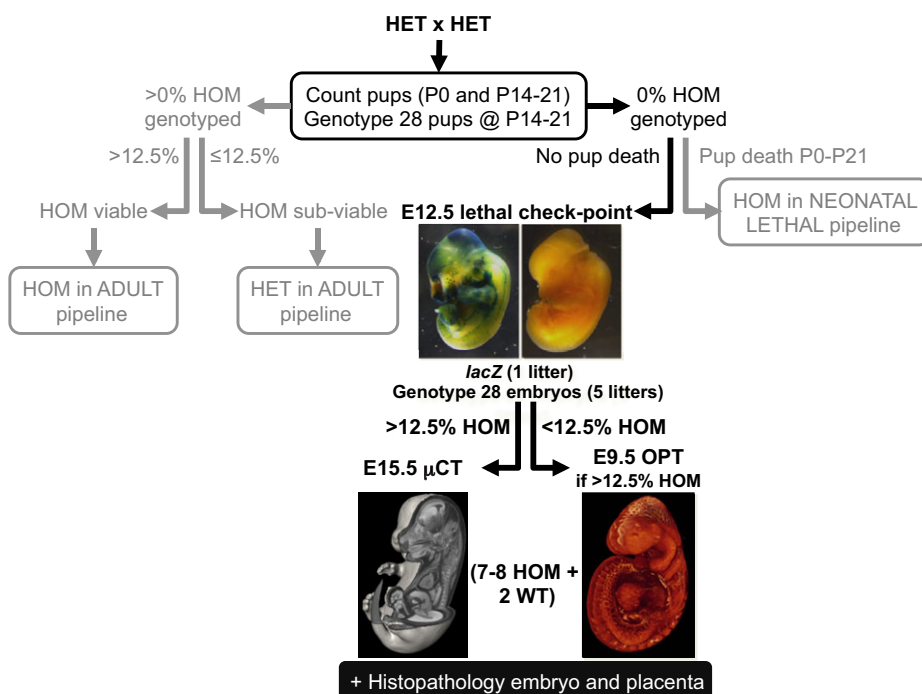 HET x HET
Count pups (P0 and P14-21)
Genotype 28 pups @ P14-21
>0% HOM
genotyped
0% HOM
genotyped
>12.5%
≤12.5%
No pup death
Pup death P0-P21
HOM viable
HOM sub-viable
E12.5 lethal check-point
HOM in NEONATAL
LETHAL pipeline
HOM in ADULT
pipeline
HET in ADULT
pipeline
lacZ (1 litter)
Genotype 28 embryos (5 litters)
>12.5% HOM
<12.5% HOM
E15.5 μCT
E9.5 OPT
if >12.5% HOM
(7-8 HOM +
2 WT)
+ Histopathology embryo and placenta